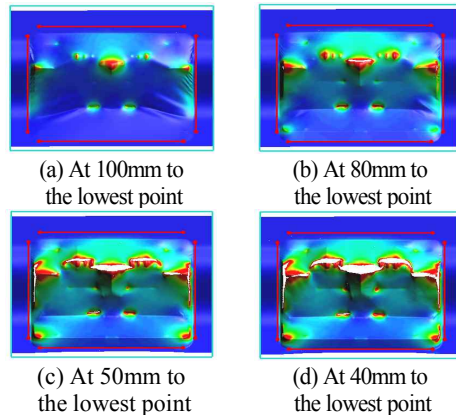 (a) At 100mm to
the lowest point
(b) At 80mm to
the lowest point
(c) At 50mm to
the lowest point
(d) At 40mm to
the lowest point